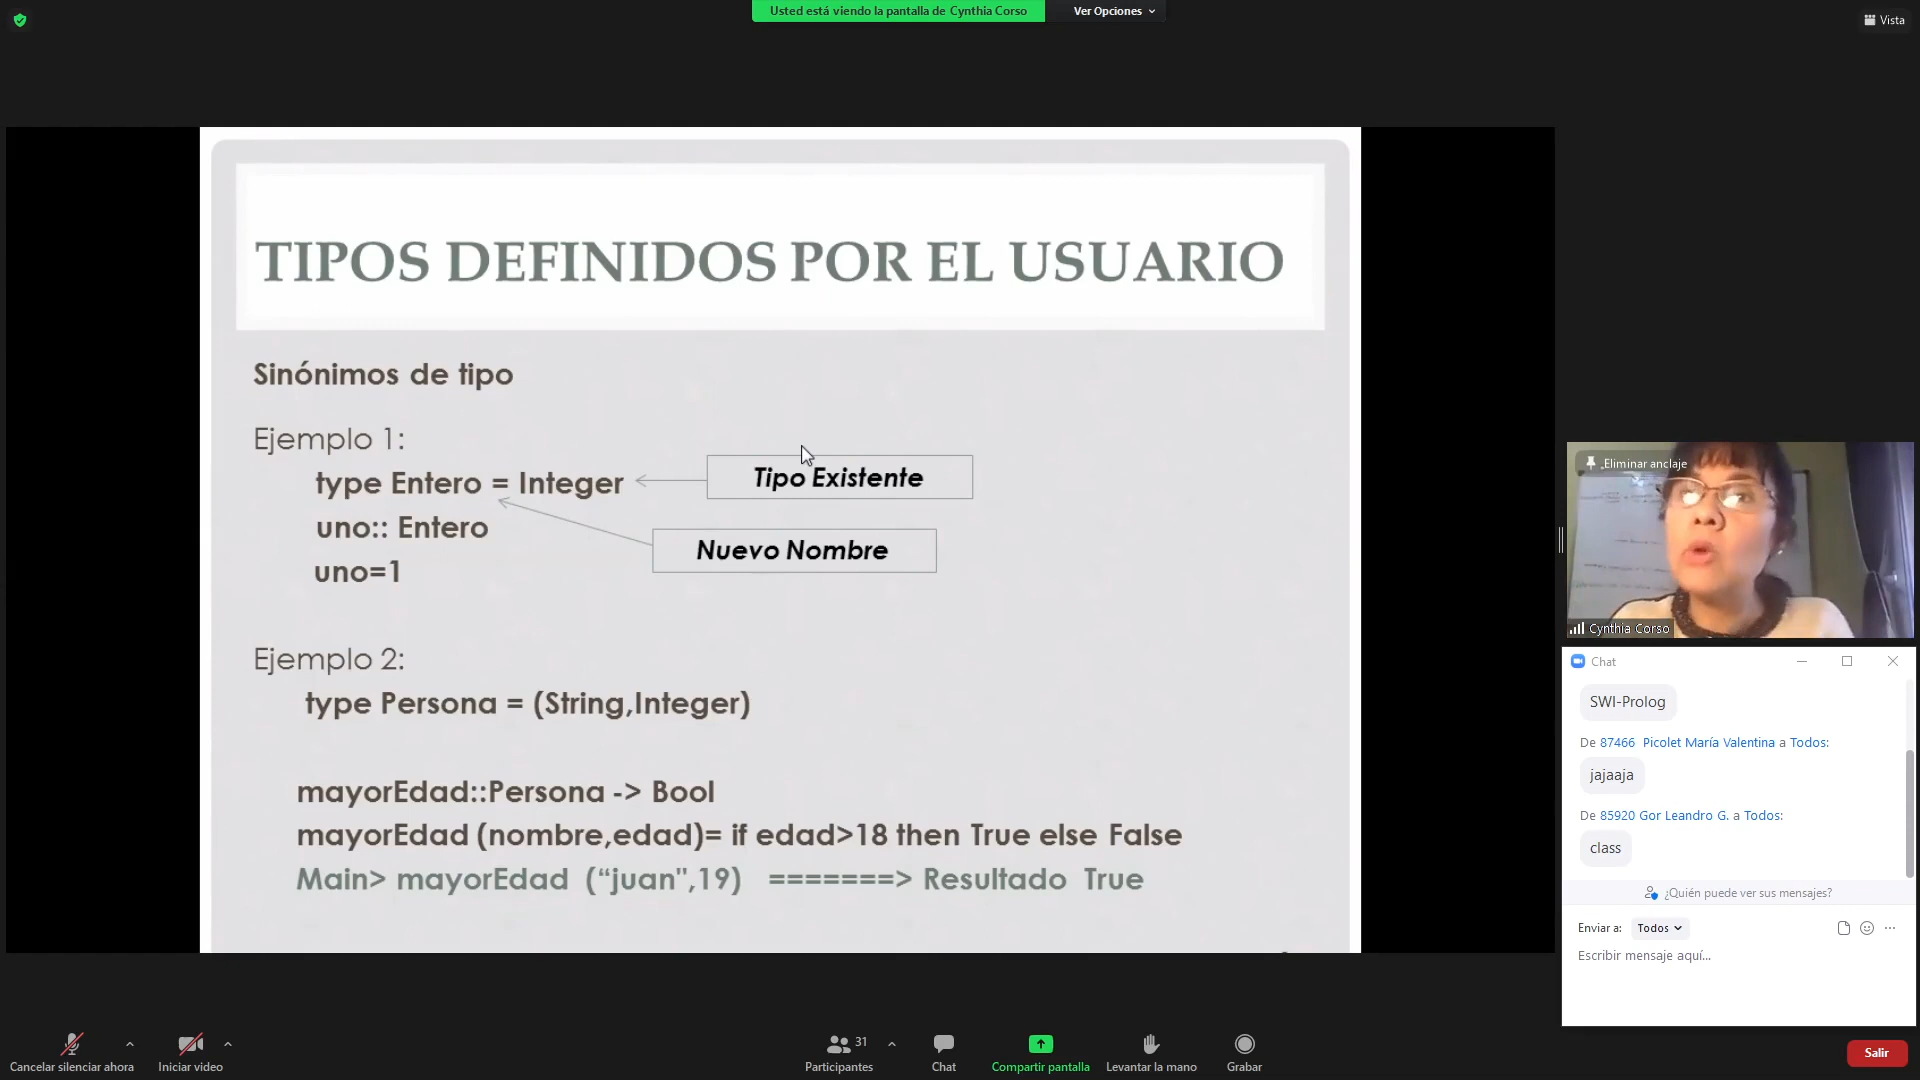 Usted está viendo la pantalla de Cynthia Corso
Ver Opciones
Vista
TIPOS DEFINIDOS POR EL USUARIO
Sinónimos de tipo
Ejemplo 1:
type Entero = Integer
Tipo Existente
uno:: Entero
Nuevo Nombre
uno=1
Ejemplo 2:
type Persona = (String,Integer)
mayorEdad::Persona -> Bool
mayorEdad (nombre,edad)= if edad>18 then True else False
Main> mayorEdad (“juan",19) =======> Resultado True
Eliminar anclaje
Cynthia Corso
Chat
SWI-Prolog
De 87466 Picolet María Valentina a Todos:
jajaaja
De 85920 Gor Leandro G. a Todos:
class
¿Quién puede ver sus mensajes?
Enviar a: Todos
Escribir mensaje aquí...
Cancelar silenciar ahora
Iniciar video
31
Participantes
Chat
Compartir pantalla
Levantar la mano
Grabar
Salir